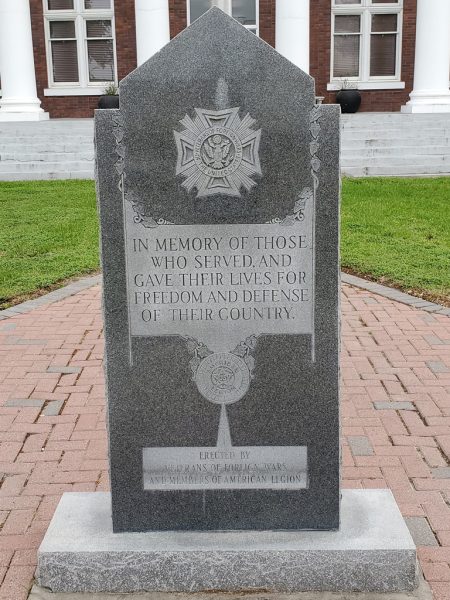 IN MEMORY OF THOSE
WHO SERVED, AND
GAVE THEIR LIVES FOR
FREEDOM AND DEFENSE
OF THEIR COUNTRY.
ERECTED BY
VETERANS OF FOREIGN WARS
AND MEMBERS OF AMERICAN LEGION